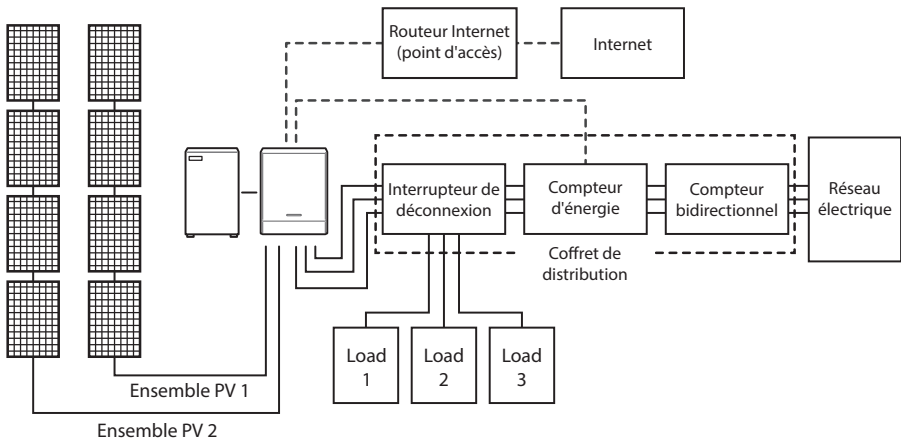 Routeur Internet
(point d'accès)
Internet
Interrupteur de
déconnexion
Compteur
d'énergie
Compteur
bidirectionnel
Réseau
électrique
Coffret de
distribution
Load
1
Load
2
Load
3
Ensemble PV 1
Ensemble PV 2